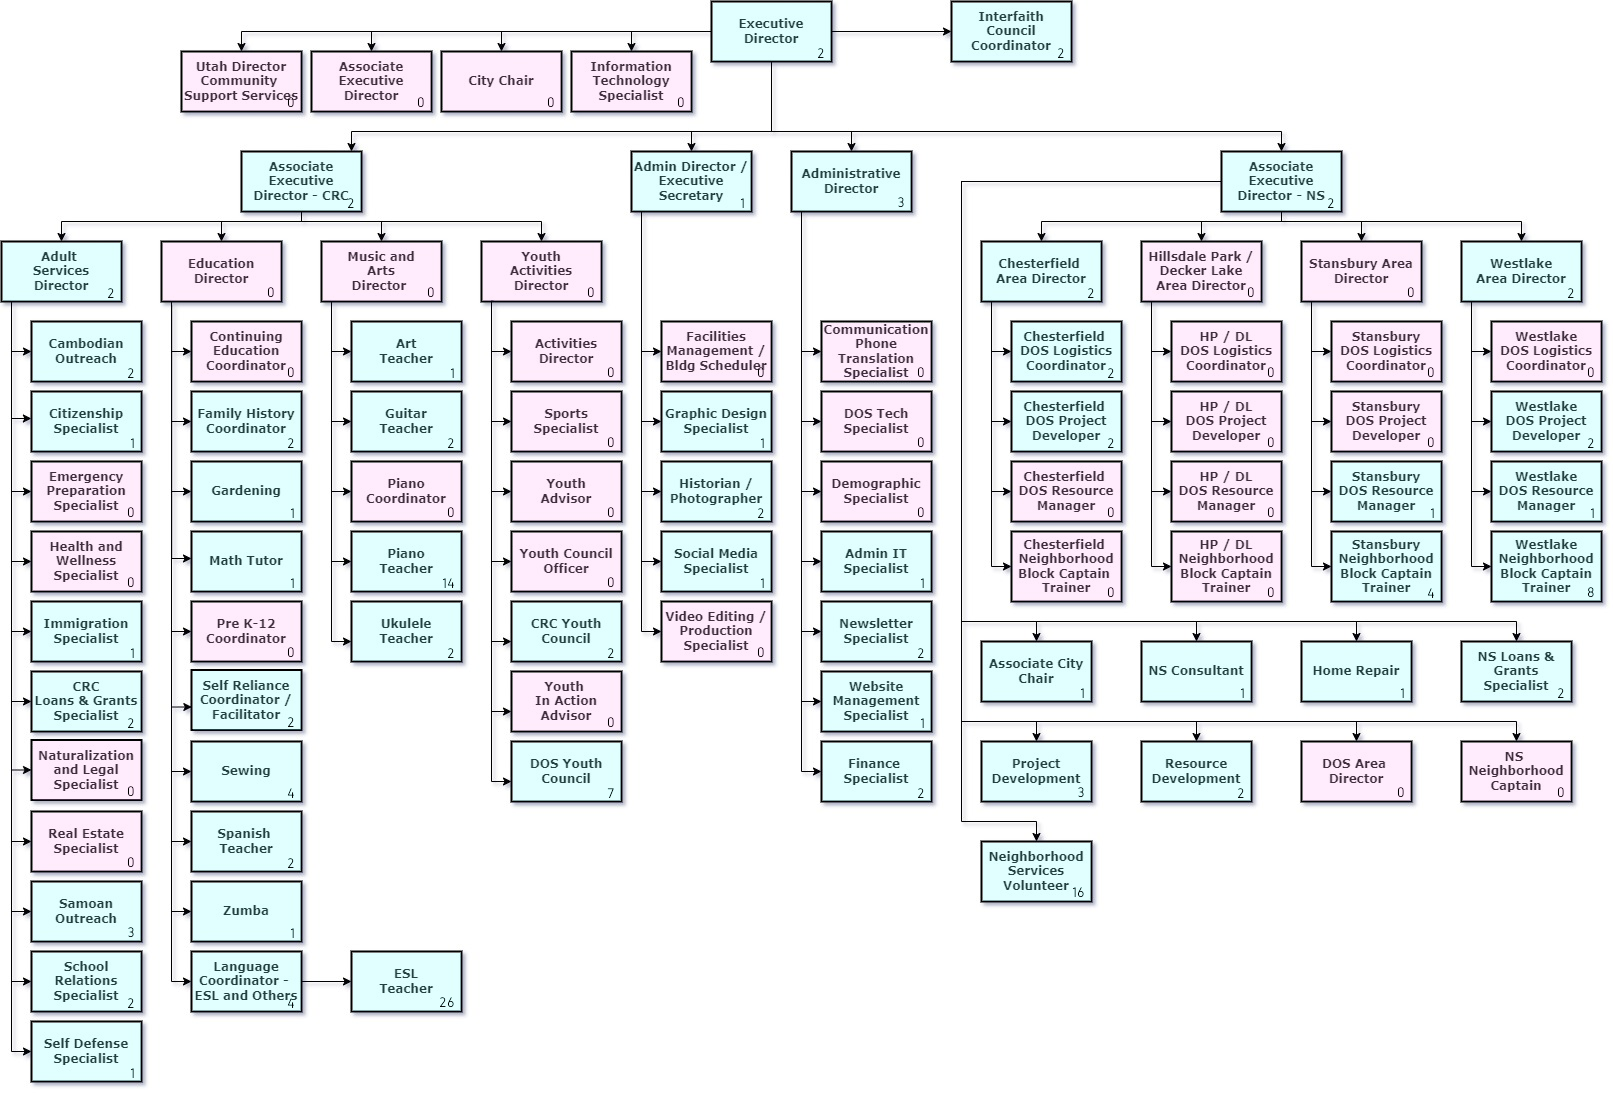 Executive
Director
2
Interfaith
Council
Coordinator
2
Utah Director
Community
Support Services
0
Associate
Executive
Director
0
City Chair
0
Information
Technology
Specialist
0
Associate
Executive
Director - CRC
2
Admin Director /
Executive
Secretary
1
Administrative
Director
3
Associate
Executive
Director - NS
2
Adult
Services
Director
2
Education
Director
0
Music and
Arts
Director
0
Youth
Activities
Director
0
Chesterfield
Area Director
2
Hillsdale Park /
Decker Lake
Area Director
0
Stansbury Area
Director
0
Westlake
Area Director
2
Cambodian
Outreach
2
Citizenship
Specialist
1
Emergency
Preparation
Specialist
0
Health and
Wellness
Specialist
0
Immigration
Specialist
1
CRC
Loans & Grants
Specialist
2
Naturalization
and Legal
Specialist
0
Real Estate
Specialist
0
Samoan
Outreach
3
School
Relations
Specialist
2
Self Defense
Specialist
1
Continuing
Education
Coordinator
0
Family History
Coordinator
2
Gardening
1
Math Tutor
1
Pre K-12
Coordinator
0
Self Reliance
Coordinator /
Facilitator
2
Sewing
4
Spanish
Teacher
2
Zumba
1
Language
Coordinator -
ESL and Others
4
ESL
Teacher
26
Art
Teacher
1
Guitar
Teacher
2
Piano
Coordinator
0
Piano
Teacher
14
Ukulele
Teacher
2
Activities
Director
0
Sports
Specialist
0
Youth
Advisor
0
Youth Council
Officer
0
CRC Youth
Council
2
Youth
In Action
Advisor
0
DOS Youth
Council
7
Facilities
Management /
Bldg Scheduler
0
Graphic Design
Specialist
1
Historian /
Photographer
2
Social Media
Specialist
1
Video Editing /
Production
Specialist
0
Communication
Phone
Translation
Specialist
0
DOS Tech
Specialist
0
Demographic
Specialist
0
Admin IT
Specialist
1
Newsletter
Specialist
2
Website
Management
Specialist
1
Finance
Specialist
2
Chesterfield
DOS Logistics
Coordinator
2
Chesterfield
DOS Project
Developer
2
Chesterfield
DOS Resource
Manager
0
Chesterfield
Neighborhood
Block Captain
Trainer
0
HP / DL
DOS Logistics
Coordinator
0
HP / DL
DOS Project
Developer
0
HP / DL
DOS Resource
Manager
0
HP / DL
Neighborhood
Block Captain
Trainer
0
Stansbury
DOS Logistics
Coordinator
0
Stansbury
DOS Project
Developer
0
Stansbury
DOS Resource
Manager
1
Stansbury
Neighborhood
Block Captain
Trainer
4
Westlake
DOS Logistics
Coordinator
0
Westlake
DOS Project
Developer
2
Westlake
DOS Resource
Manager
1
Westlake
Neighborhood
Block Captain
Trainer
8
Associate City
Chair
1
NS Consultant
1
Home Repair
1
NS Loans &
Grants
Specialist
2
Project
Development
3
Resource
Development
2
DOS Area
Director
0
NS
Neighborhood
Captain
0
Neighborhood
Services
Volunteer
16